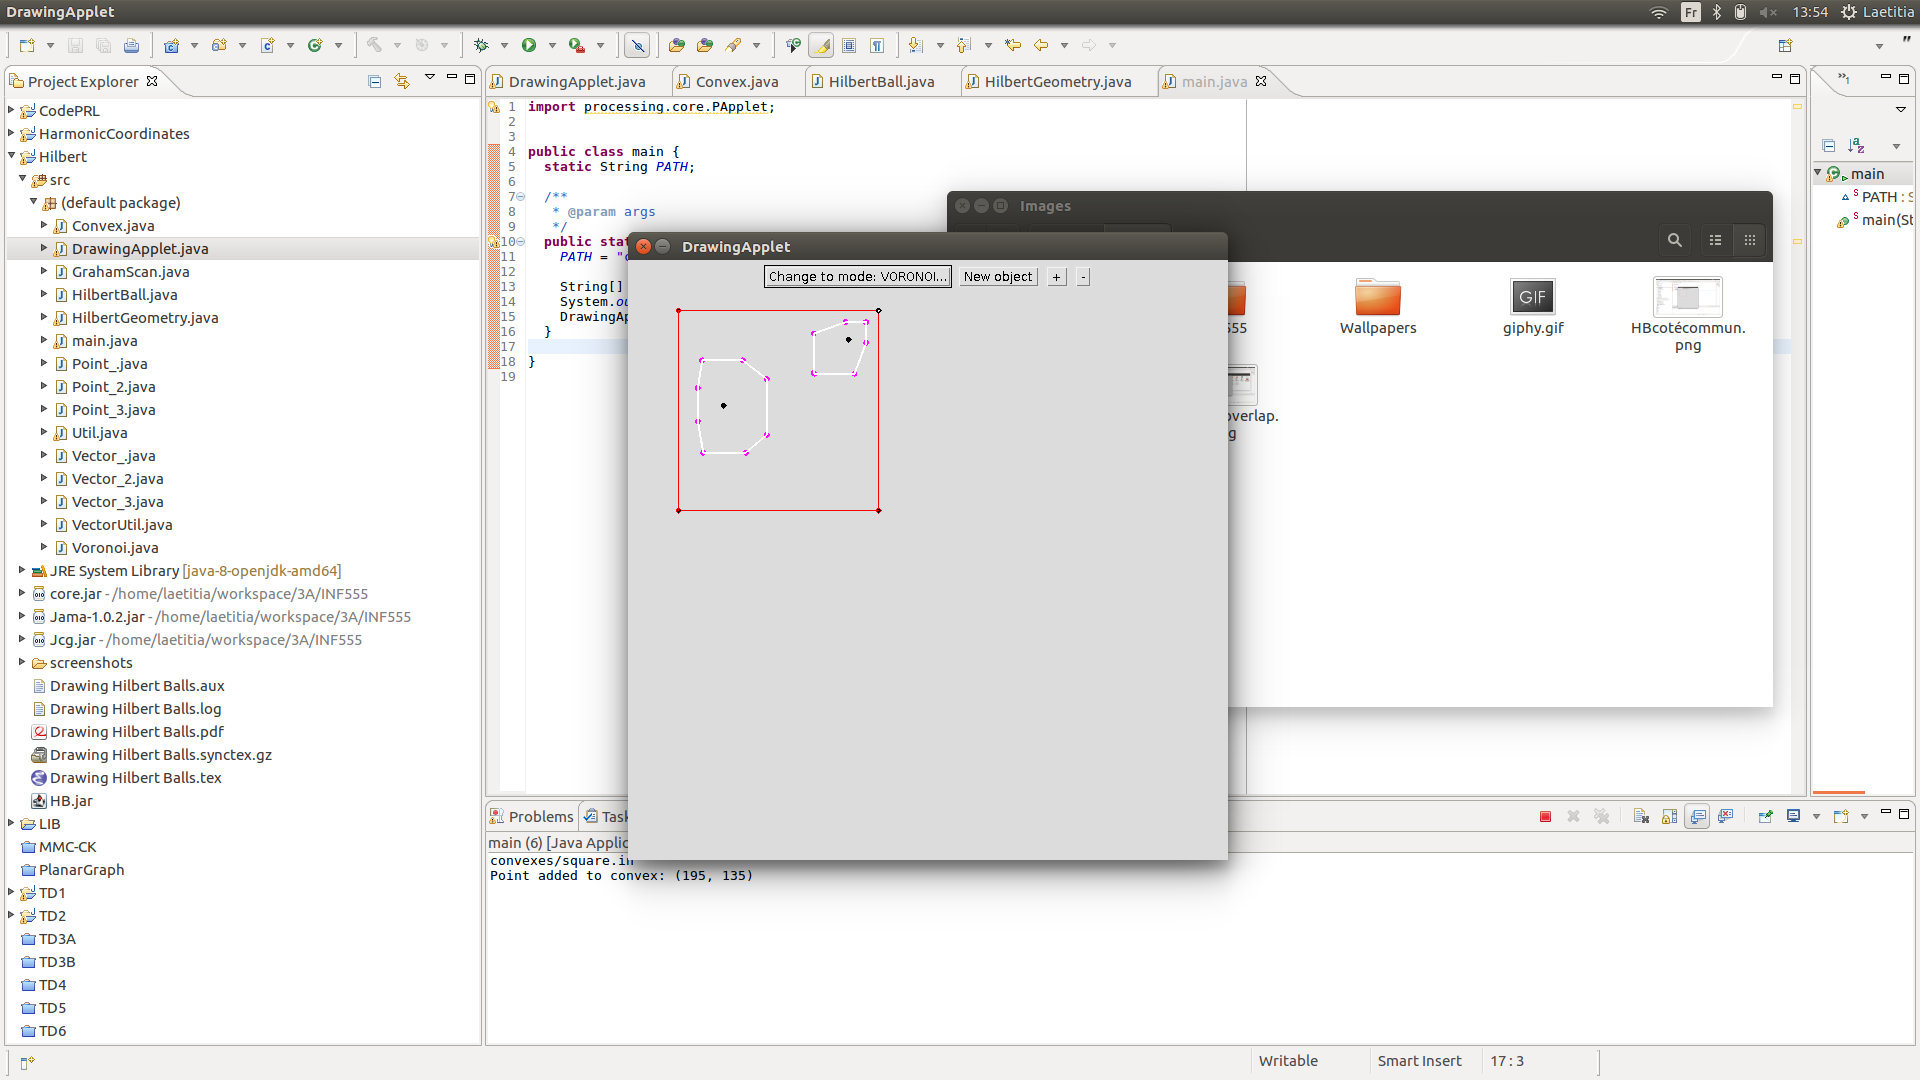 DrawingApplet
Fr
13:54
Laetitia
Project Explorer
DrawingApplet.java
Convex.java
HilbertBall.java
HilbertGeometry.java
main.java
CodePRL
HarmonicCoordinates
Hilbert
src
(default package)
Convex.java
DrawingApplet.java
GrahamScan.java
HilbertBall.java
HilbertGeometry.java
main.java
Point_.java
Point_2.java
Point_3.java
Util.java
Vector_.java
Vector_2.java
Vector_3.java
VectorUtil.java
Voronoi.java
JRE System Library [java-8-openjdk-amd64]
core.jar - /home/laetitia/workspace/3A/INF555
Jama-1.0.2.jar - /home/laetitia/workspace/3A/INF555
Jcg.jar - /home/laetitia/workspace/3A/INF555
screenshots
Drawing Hilbert Balls.aux
Drawing Hilbert Balls.log
Drawing Hilbert Balls.pdf
Drawing Hilbert Balls.synctex.gz
Drawing Hilbert Balls.tex
HB.jar
LIB
MMC-CK
PlanarGraph
TD1
TD2
TD3A
TD3B
TD4
TD5
TD6
1 import processing.core.PApplet;
2
3
4 public class main {
5 static String PATH;
6
7 /**
8 * @param args
9 */
10 public stat
11 PATH = "c
12
13 String[]
14 System.ou
15 DrawingAp
16 }
17
18 }
19
Images
555
Wallpapers
giphy.gif
GIF
HBcotécommun.
png
overlap.
g
DrawingApplet
Change to mode: VORONOI...
New object
+
-
main
PATH : S
main(St
Problems
Task
main (6) [Java Applic
convexes/square.in
Point added to convex: (195, 135)
Writable
Smart Insert
17 : 3